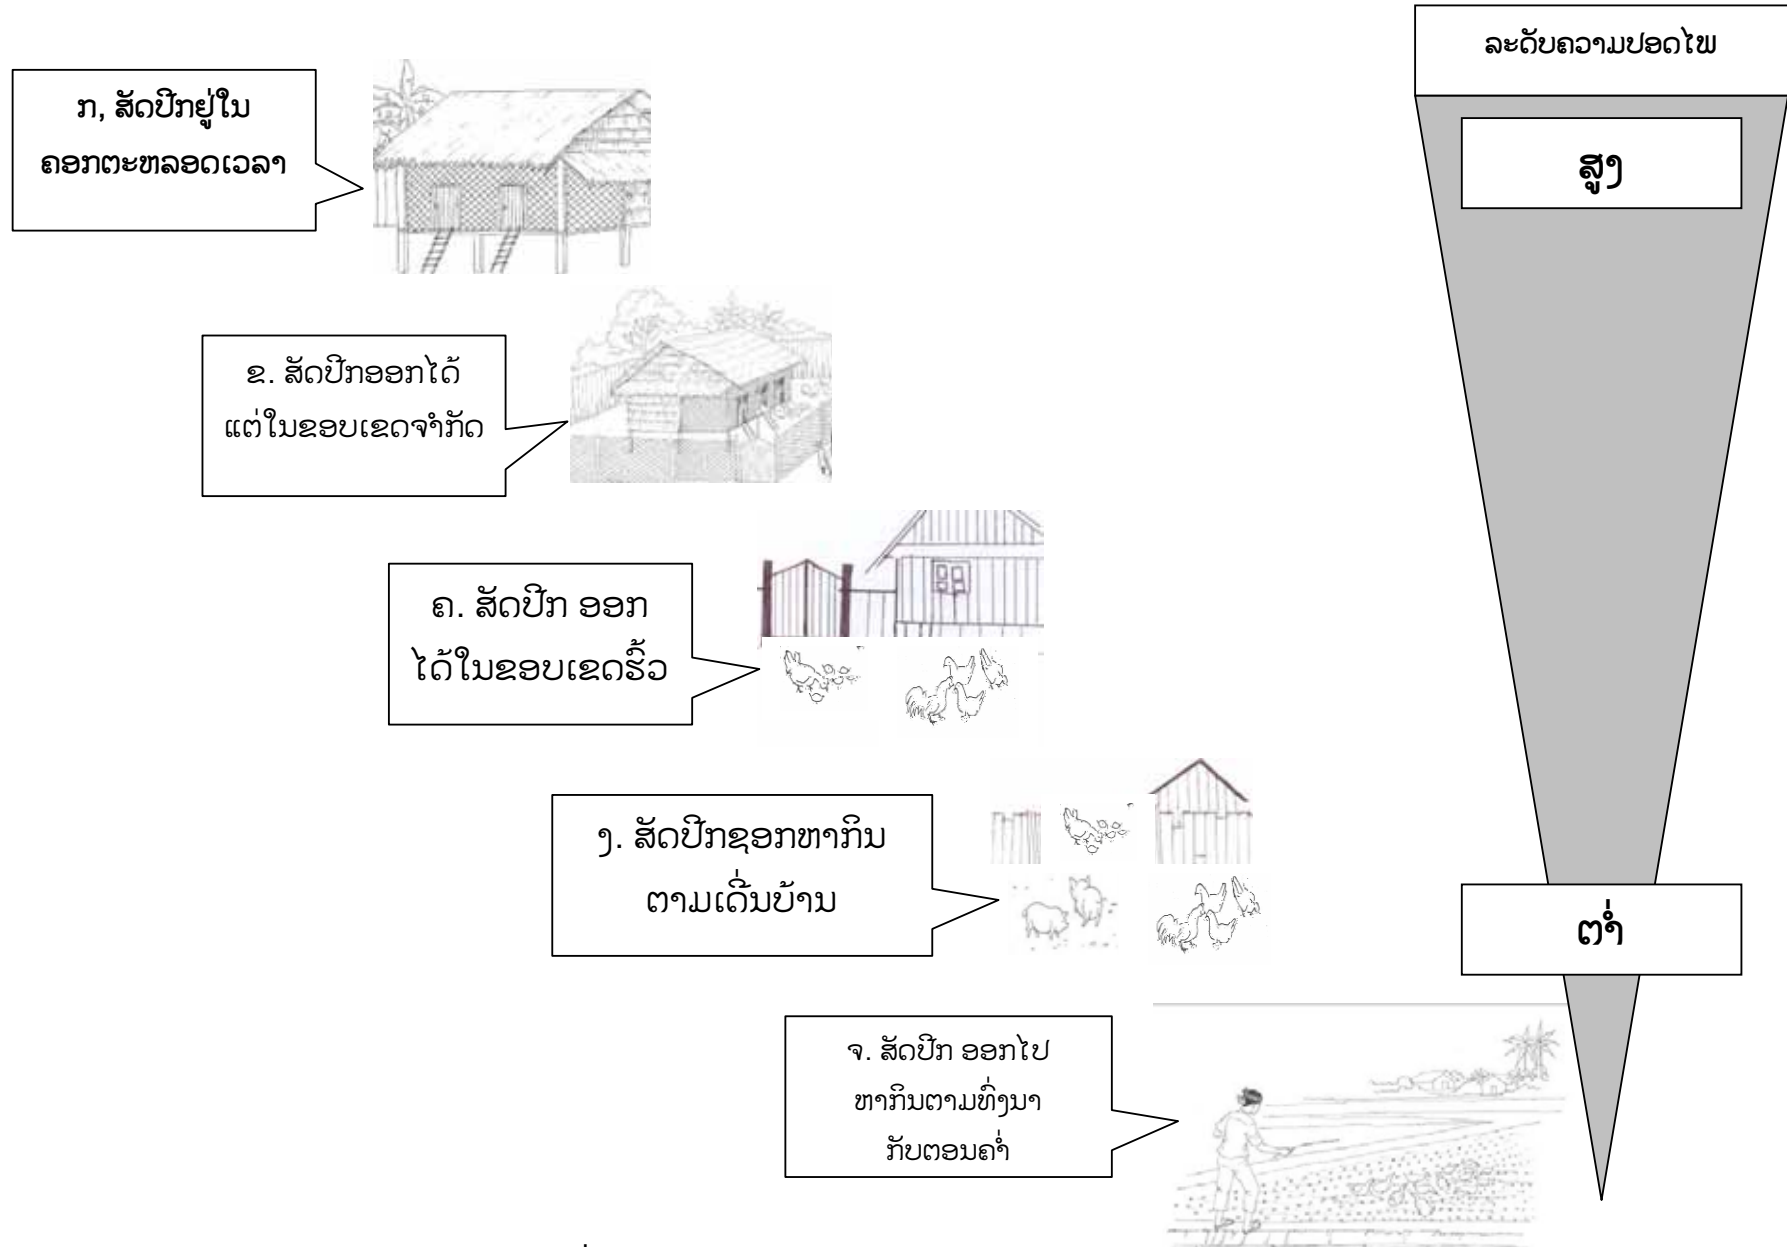 ລະດັບຄວາມປອດໄພ
ສູງ
ກ, ສັດປີກຢູ່ໃນ
ຄອກຕະຫລອດເວລາ
ຂ. ສັດປີກອອກໄດ້
ແຕ່ໃນຂອບເຂດຈຳກັດ
ຄ. ສັດປີກ ອອກ
ໄດ້ໃນຂອບເຂດຮົ້ວ
ງ. ສັດປີກຊອກຫາກິນ
ຕາມເດີ່ນບ້ານ
ຕ່ຳ
ຈ. ສັດປີກ ອອກໄປ
ຫາກິນຕາມທົ່ງນາ
ກັບຕອນຄ່ຳ